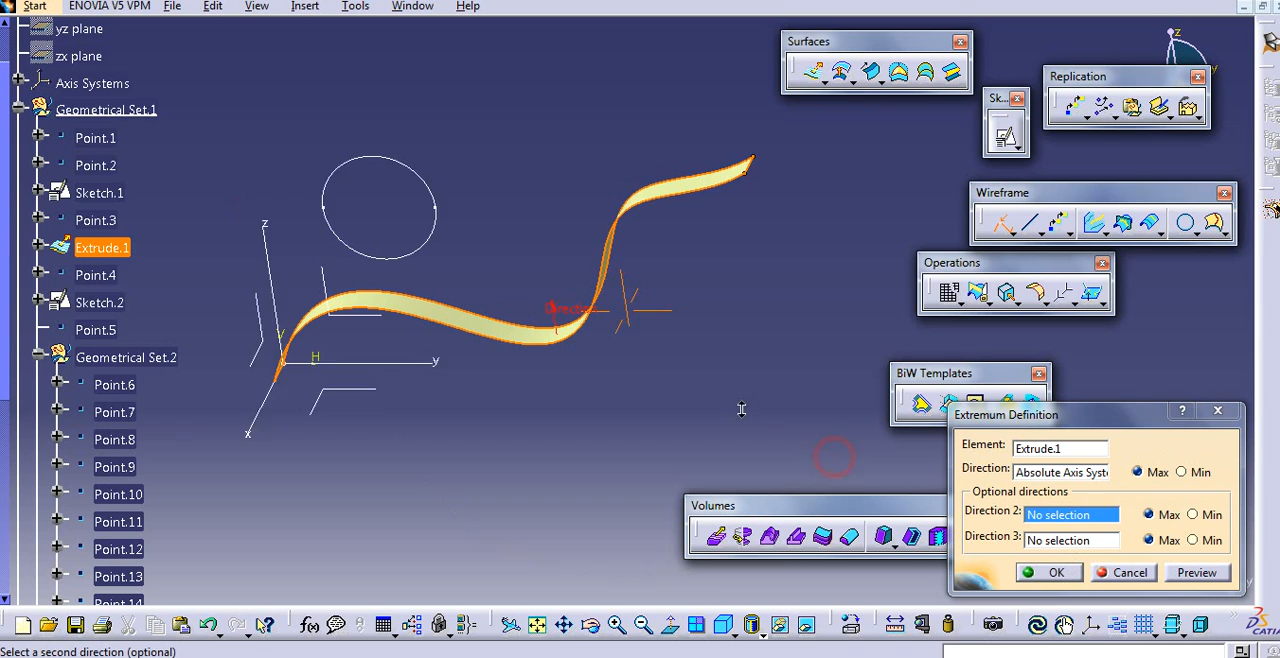 Start ENOVIA V5 VPM File Edit View Insert Tools Window Help
yz plane
zx plane
Axis Systems
Geometrical Set.1
Point.1
Point.2
Sketch.1
Point.3
Extrude.1
Point.4
Sketch.2
Point.5
Geometrical Set.2
Point.6
Point.7
Point.8
Point.9
Point.10
Point.11
Point.12
Point.13
Point.14
z
y
x
V
H
z
y
Surfaces
Sk...
Replication
Wireframe
Operations
BiW Templates
Volumes
Extremum Definition
Element: Extrude.1
Direction: Absolute Axis Syst Max Min
Optional directions
Direction 2: No selection Max Min
Direction 3: No selection Max Min
OK Cancel Preview
f(x)
CATIA
Select a second direction (optional)